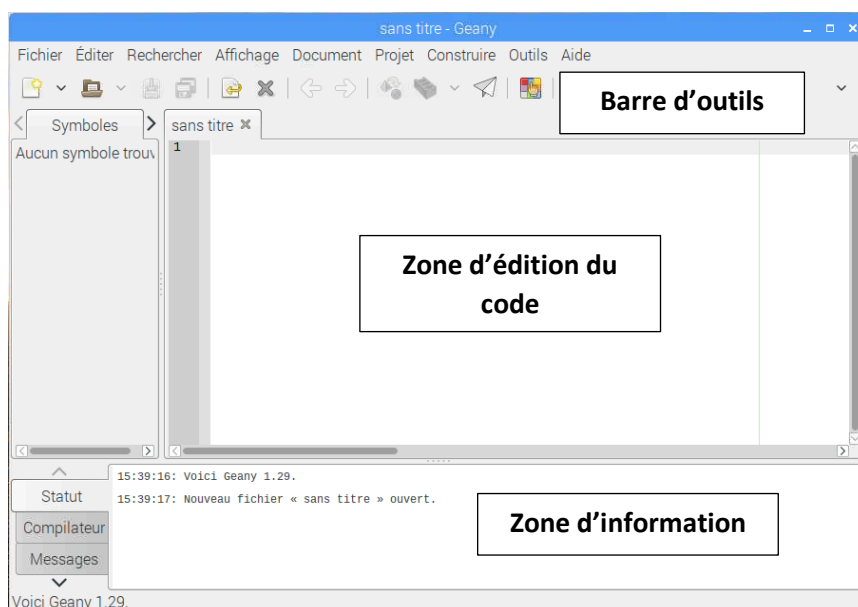 sans titre - Geany
Fichier Éditer Rechercher Affichage Document Projet Construire Outils Aide
Barre d'outils
Symboles
sans titre
Aucun symbole trouv
1
Zone d'édition du
code
15:39:16: Voici Geany 1.29.
Statut
15:39:17: Nouveau fichier « sans titre » ouvert.
Zone d'information
Compilateur
Messages
Voici Geany 1.29.